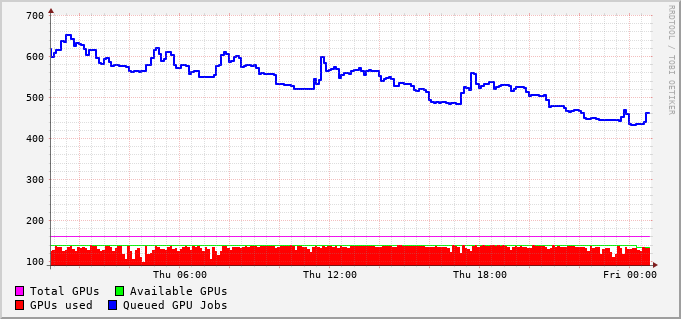 700
600
500
400
300
200
100
Thu 06:00 Thu 12:00 Thu 18:00 Fri 00:00
Total GPUs Available GPUs
GPUs used Queued GPU Jobs
RRDTOOL / TOBI OETIKER